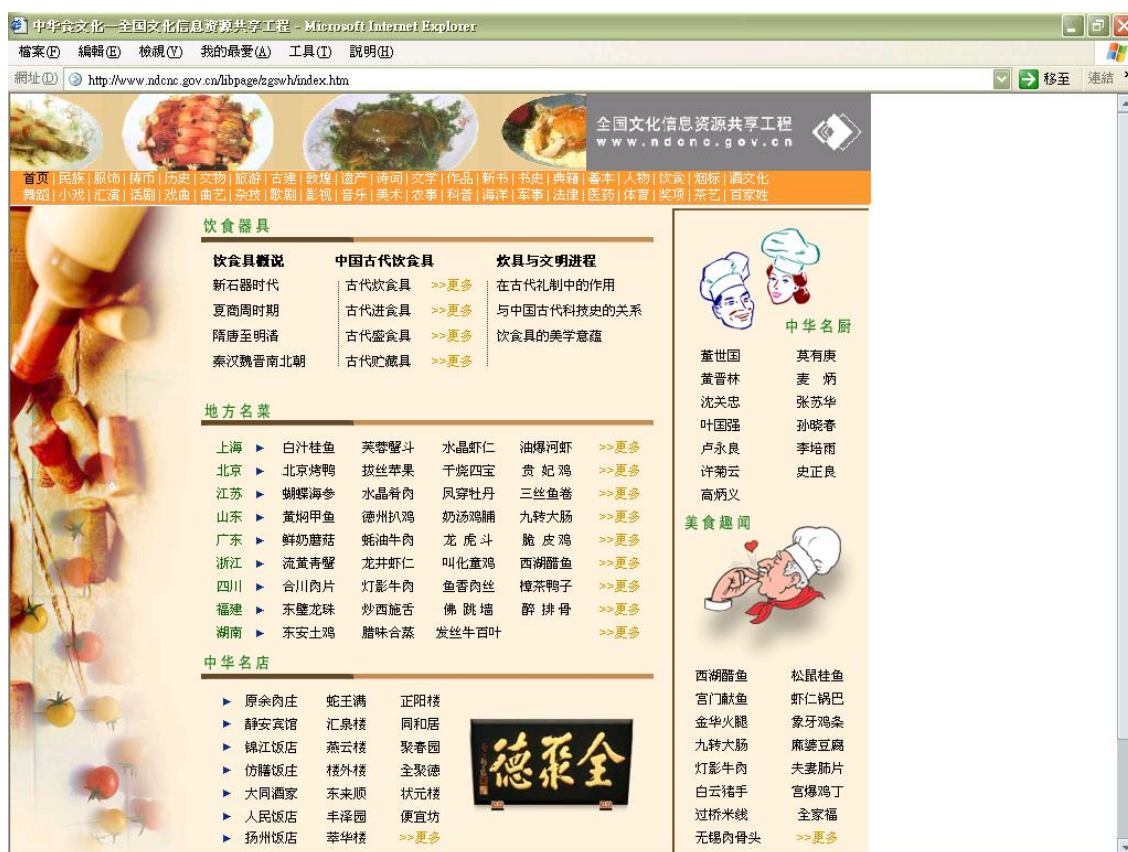 中华食文化—全国文化信息资源共享工程 - Microsoft Internet Explorer
檔案(F) 編輯(E) 檢視(V) 我的最愛(A) 工具(T) 說明(H)
網址(D) http://www.ndcnc.gov.cn/libpage/zgswh/index.htm 移至 連結
全国文化信息资源共享工程
www.ndcnc.gov.cn
首页|民族|服饰|铸币|历史|文物|旅游|古建|敦煌|遗产|诗词|文学|作品|新书|书史|典籍|善本|人物|饮食|烟标|酒文化
舞蹈|小戏|汇演|话剧|戏曲|曲艺|杂技|歌剧|影视|音乐|美术|农事|科普|海洋|军事|法律|医药|体育|奖项|茶艺|百家姓
饮食器具
饮食具概说 中国古代饮食具 炊具与文明进程
新石器时代 古代炊食具 >>更多 在古代礼制中的作用
夏商周时期 古代进食具 >>更多 与中国古代科技史的关系
隋唐至明清 古代盛食具 >>更多 饮食具的美学意蕴
秦汉魏晋南北朝 古代贮藏具 >>更多
地方名菜
上海 白汁桂鱼 芙蓉蟹斗 水晶虾仁 油爆河虾 >>更多
北京 北京烤鸭 拔丝苹果 干烧四宝 贵妃鸡 >>更多
江苏 蝴蝶海参 水晶肴肉 凤穿牡丹 三丝鱼卷 >>更多
山东 黄焖甲鱼 德州扒鸡 奶汤鸡脯 九转大肠 >>更多
广东 鲜奶蘑菇 蚝油牛肉 龙虎斗 脆皮鸡 >>更多
浙江 流黄青蟹 龙井虾仁 叫化童鸡 西湖醋鱼 >>更多
四川 合川肉片 灯影牛肉 鱼香肉丝 樟茶鸭子 >>更多
福建 东壁龙珠 炒西施舌 佛跳墙 醉排骨 >>更多
湖南 东安土鸡 腊味合蒸 发丝牛百叶 >>更多
中华名店
原余肉庄 蛇王满 正阳楼
静安宾馆 汇泉楼 同和居
锦江饭店 燕云楼 聚春园
仿膳饭庄 楼外楼 全聚德
大同酒家 东来顺 状元楼
人民饭店 丰泽园 便宜坊
扬州饭店 萃华楼 >>更多
德聚全
中华名厨
董世国 莫有庚
黄晋林 麦炳
沈关忠 张苏华
叶国强 孙晓春
卢永良 李培雨
许菊云 史正良
高炳义
美食趣闻
西湖醋鱼 松鼠桂鱼
宫门献鱼 虾仁锅巴
金华火腿 象牙鸡条
九转大肠 麻婆豆腐
灯影牛肉 夫妻肺片
白云猪手 宫爆鸡丁
过桥米线 全家福
无锡肉骨头 >>更多